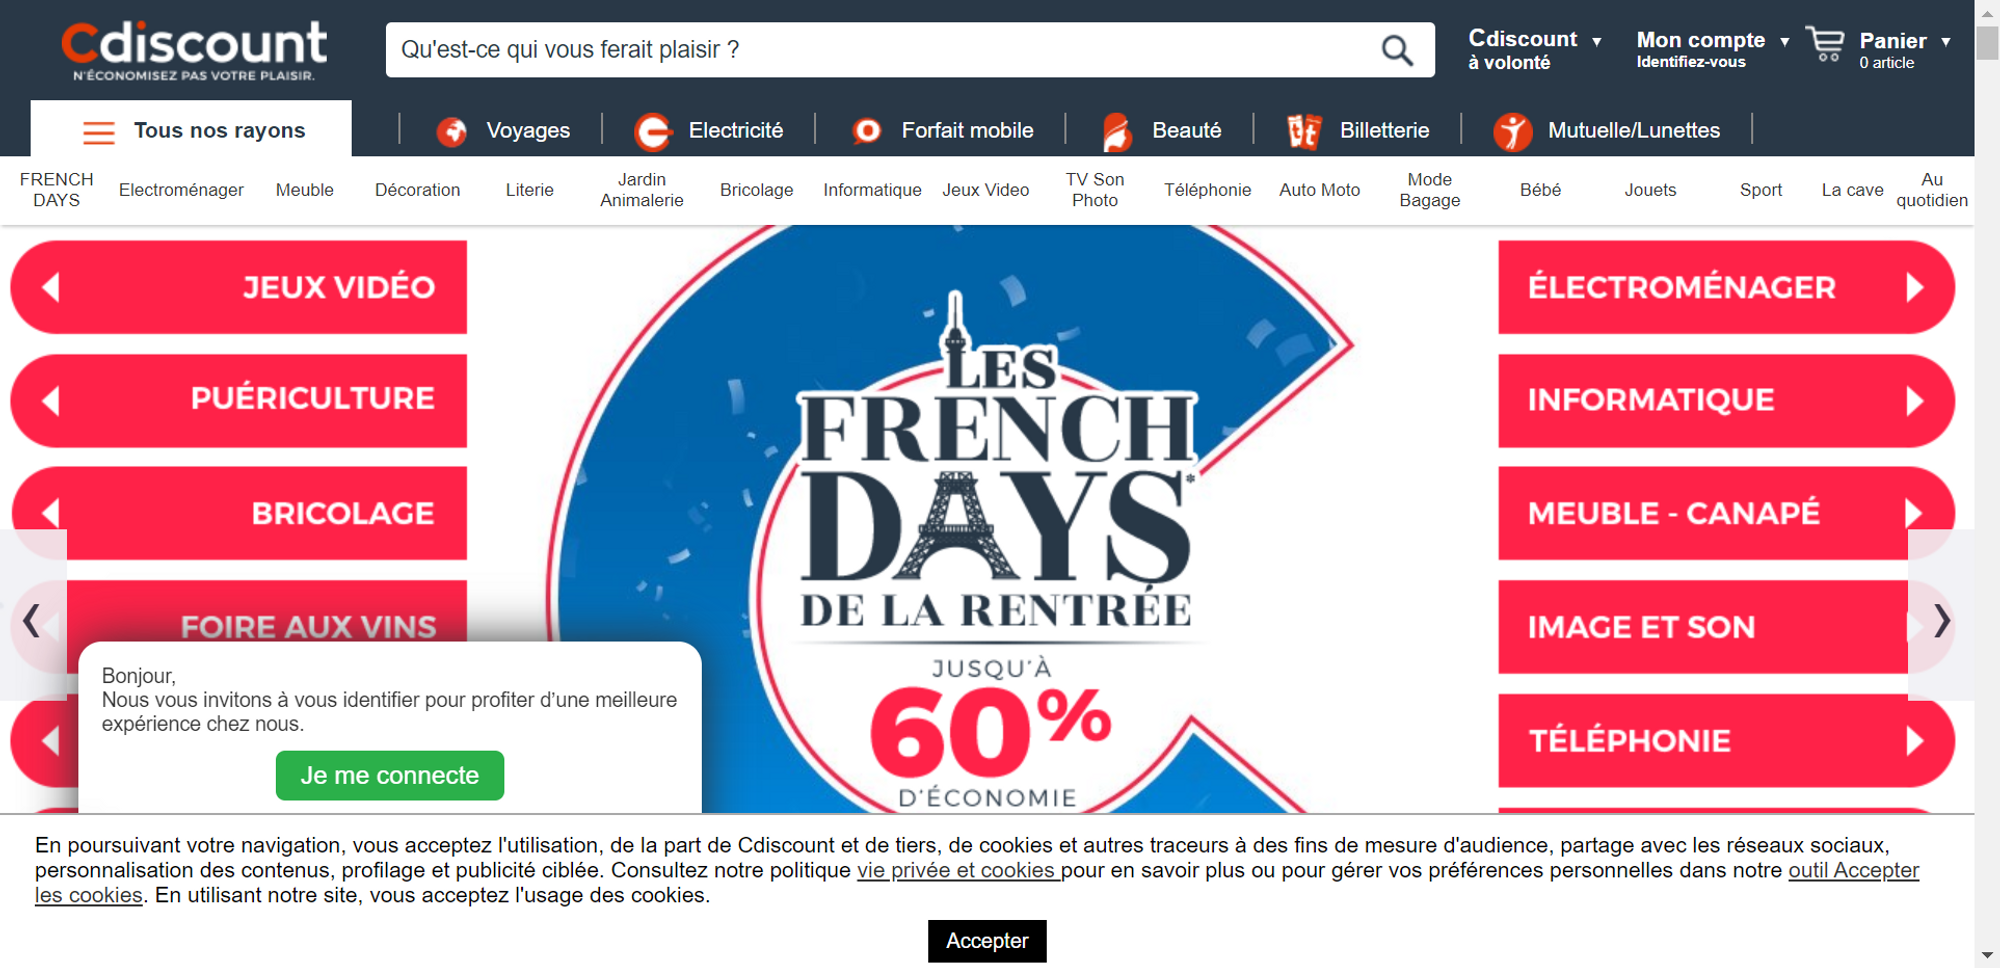 Cdiscount
N'ÉCONOMISEZ PAS VOTRE PLAISIR.
Qu'est-ce qui vous ferait plaisir ?
Cdiscount
à volonté
Mon compte
Identifiez-vous
Panier
0 article
Tous nos rayons
Voyages
Electricité
Forfait mobile
Beauté
Billetterie
Mutuelle/Lunettes
FRENCH
DAYS
Electroménager
Meuble
Décoration
Literie
Jardin
Animalerie
Bricolage
Informatique
Jeux Video
TV Son
Photo
Téléphonie
Auto Moto
Mode
Bagage
Bébé
Jouets
Sport
La cave
Au
quotidien
JEUX VIDÉO
PUÉRICULTURE
BRICOLAGE
FOIRE AUX VINS
LES
FRENCH
DAYS*
DE LA RENTRÉE
JUSQU'À
60%
D'ÉCONOMIE
ÉLECTROMÉNAGER
INFORMATIQUE
MEUBLE - CANAPÉ
IMAGE ET SON
TÉLÉPHONIE
Bonjour,
Nous vous invitons à vous identifier pour profiter d’une meilleure
expérience chez nous.
Je me connecte
En poursuivant votre navigation, vous acceptez l'utilisation, de la part de Cdiscount et de tiers, de cookies et autres traceurs à des fins de mesure d'audience, partage avec les réseaux sociaux,
personnalisation des contenus, profilage et publicité ciblée. Consultez notre politique vie privée et cookies pour en savoir plus ou pour gérer vos préférences personnelles dans notre outil Accepter
les cookies. En utilisant notre site, vous acceptez l'usage des cookies.
Accepter